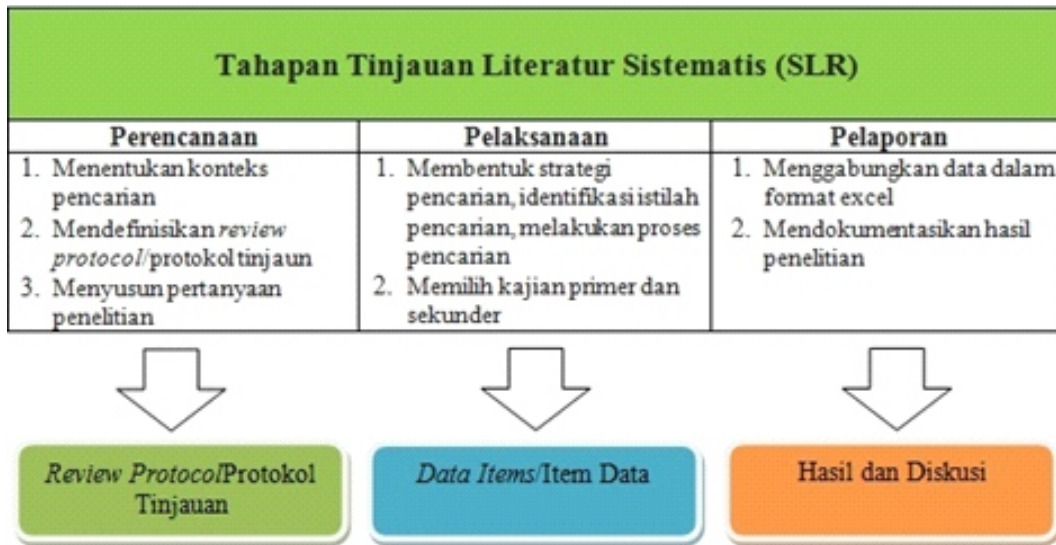 Tahapan Tinjauan Literatur Sistematis (SLR)
Perencanaan
1. Menentukan konteks
pencarian
2. Mendefinisikan review
protocol/protokol tinjaun
3. Menyusun pertanyaan
penelitian
Pelaksanaan
1. Membentuk strategi
pencarian, identifikasi istilah
pencarian, melakukan proses
pencarian
2. Memilih kajian primer dan
sekunder
Pelaporan
1. Menggabungkan data dalam
format excel
2. Mendokumentasikan hasil
penelitian
Review Protocol/Protokol
Tinjauan
Data Items/Item Data
Hasil dan Diskusi